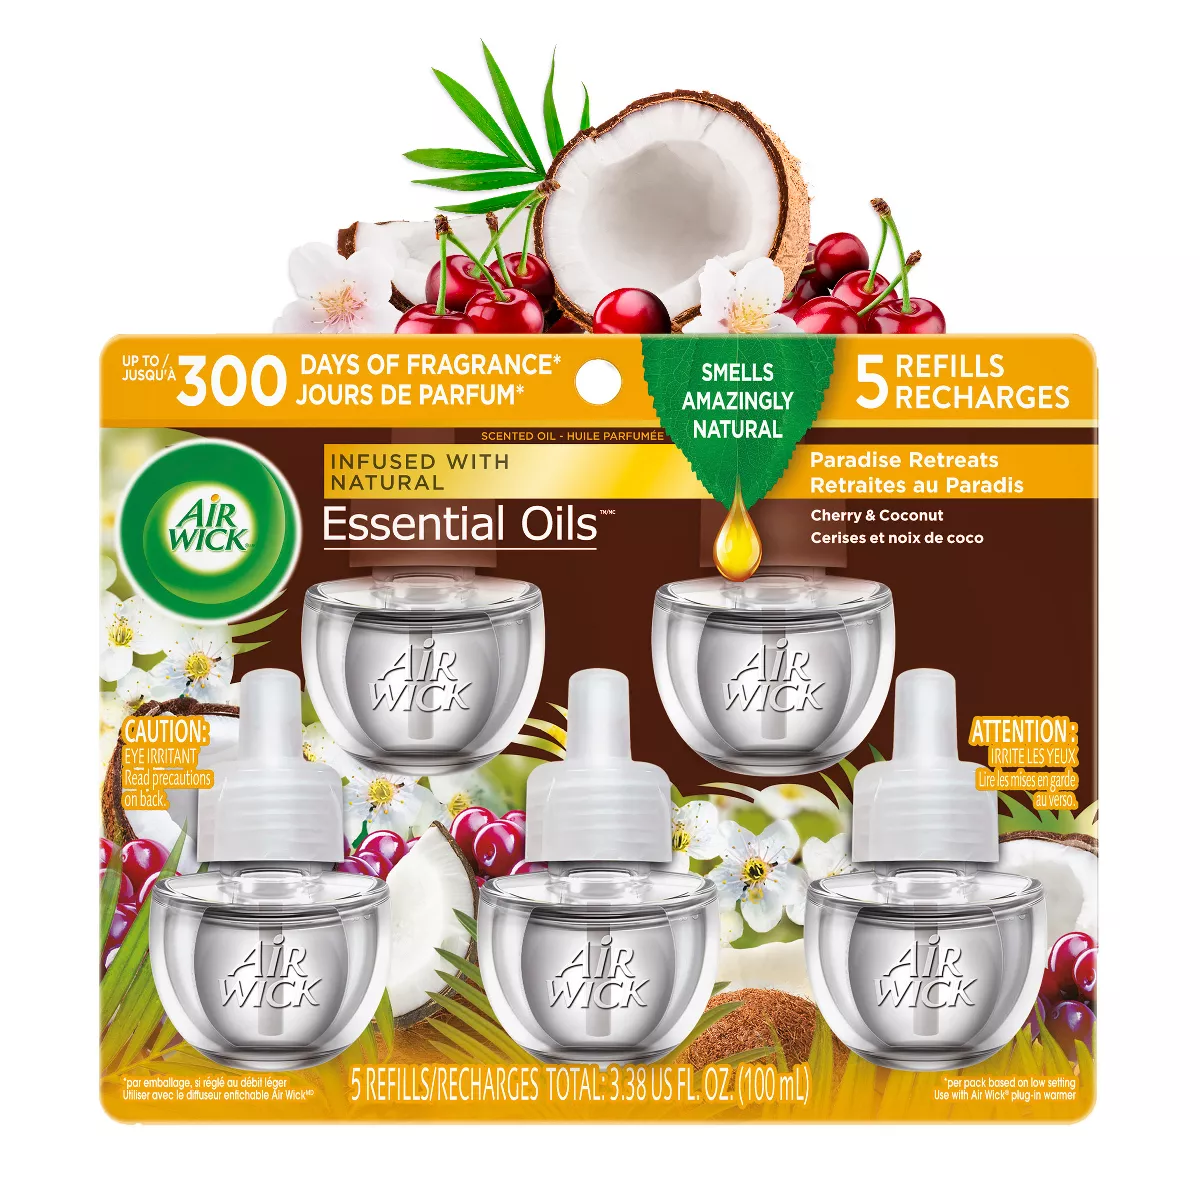 UP TO /
JUSQU'À
300
DAYS OF FRAGRANCE*
JOURS DE PARFUM*
SMELLS
AMAZINGLY
NATURAL
5
REFILLS
RECHARGES
SCENTED OIL - HUILE PARFUMÉE
INFUSED WITH
NATURAL
Essential Oils™/MC
Paradise Retreats
Retraites au Paradis
Cherry & Coconut
Cerises et noix de coco
AIR
WICK
AIR
WICK
AIR
WICK
CAUTION:
EYE IRRITANT
Read precautions
on back.
ATTENTION :
IRRITE LES YEUX
Lire les mises en garde
au verso.
AIR
WICK
AIR
WICK
AIR
WICK
*par emballage, si réglé au débit léger
Utiliser avec le diffuseur enfichable Air Wick^MD
5 REFILLS/RECHARGES TOTAL: 3.38 US FL. OZ. (100 mL)
*per pack based on low setting
Use with Air Wick® plug-in warmer